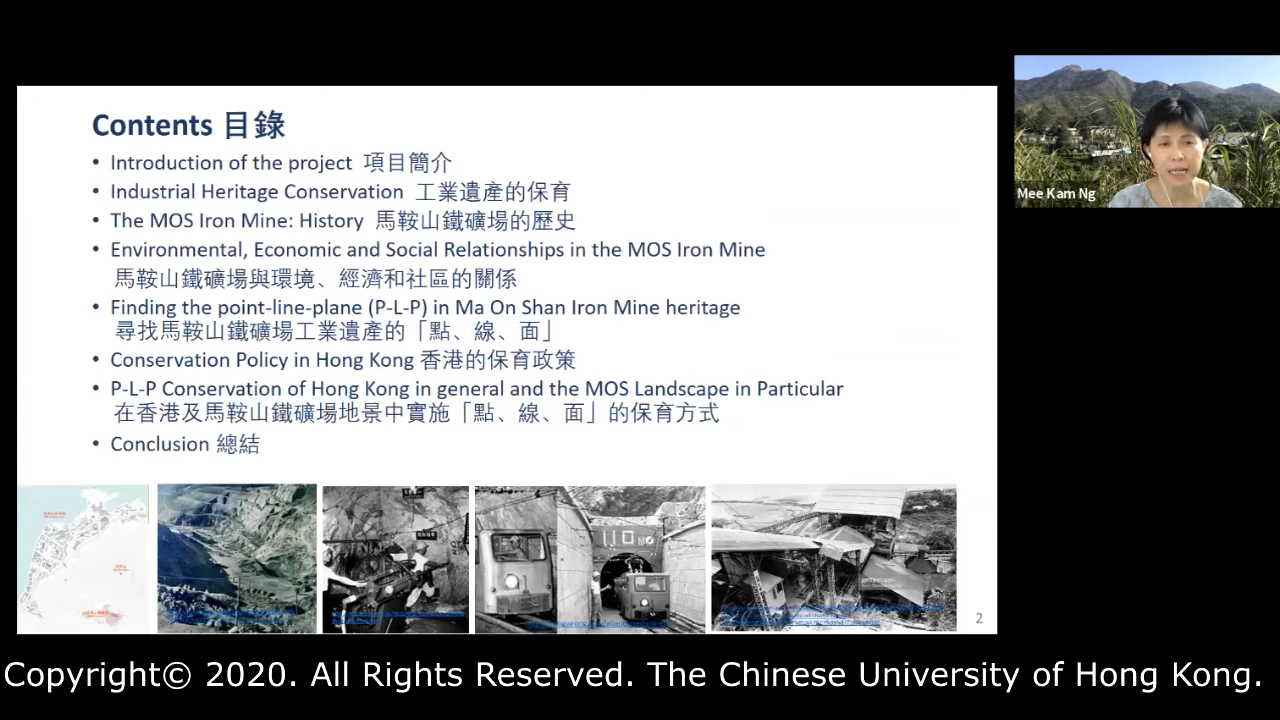 Contents 目錄
• Introduction of the project 項目簡介
• Industrial Heritage Conservation 工業遺產的保育
• The MOS Iron Mine: History 馬鞍山鐵礦場的歷史
• Environmental, Economic and Social Relationships in the MOS Iron Mine
馬鞍山鐵礦場與環境、經濟和社區的關係
• Finding the point-line-plane (P-L-P) in Ma On Shan Iron Mine heritage
尋找馬鞍山鐵礦場工業遺產的「點、線、面」
• Conservation Policy in Hong Kong 香港的保育政策
• P-L-P Conservation of Hong Kong in general and the MOS Landscape in Particular
在香港及馬鞍山鐵礦場地景中實施「點、線、面」的保育方式
• Conclusion 總結
110
2
Mee Kam Ng
Copyright© 2020. All Rights Reserved. The Chinese University of Hong Kong.